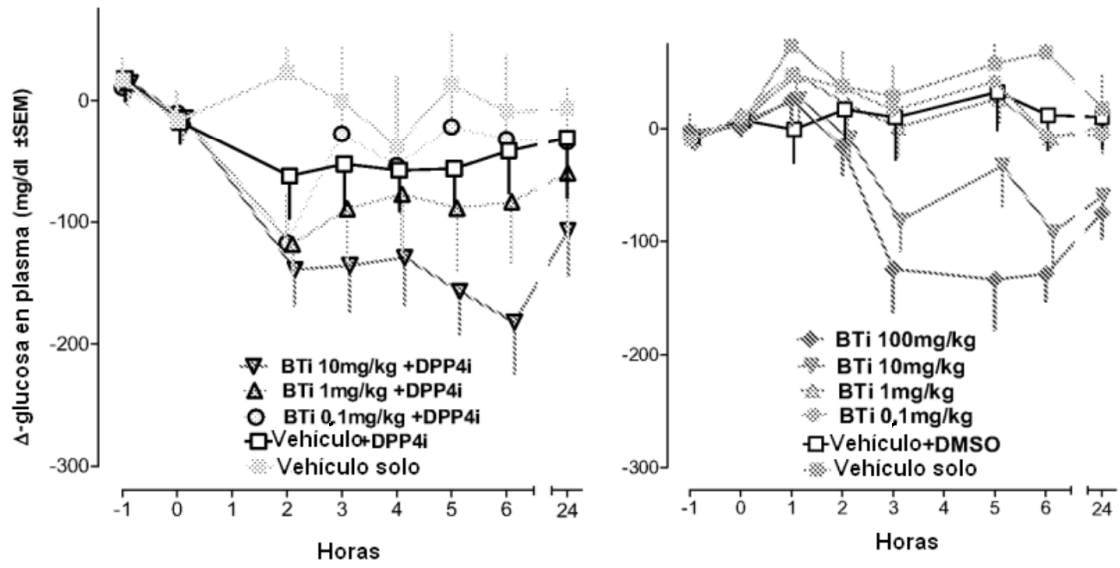 Δ-glucosa en plasma (mg/dl ±SEM)
0
-100
-200
-300
BTi 10mg/kg +DPP4i
BTi 1mg/kg +DPP4i
BTi 0,1mg/kg +DPP4i
Vehículo+DPP4i
Vehículo solo
-1 0 1 2 3 4 5 6 24
Horas
0
-100
-200
-300
BTi 100mg/kg
BTi 10mg/kg
BTi 1mg/kg
BTi 0,1mg/kg
Vehículo+DMSO
Vehículo solo
-1 0 1 2 3 4 5 6 24
Horas